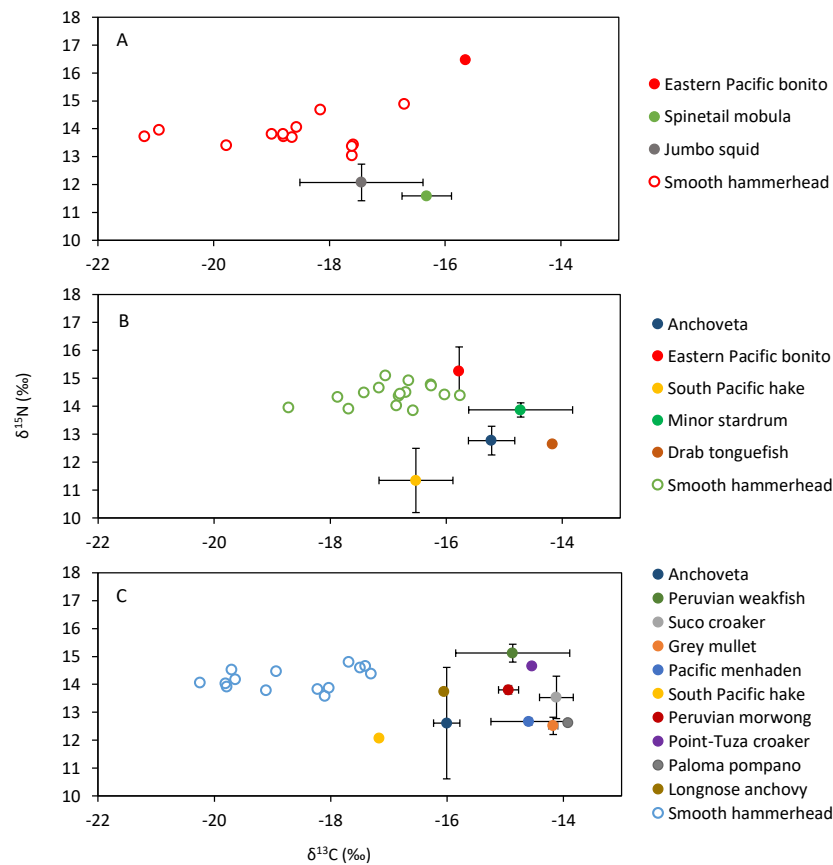 18
17
16
15
14
13
12
11
10
A
-22
-20
-18
-16
-14
Eastern Pacific bonito
Spinetail mobula
Jumbo squid
Smooth hammerhead
δ15N (‰)
18
17
16
15
14
13
12
11
10
B
-22
-20
-18
-16
-14
Anchoveta
Eastern Pacific bonito
South Pacific hake
Minor stardrum
Drab tonguefish
Smooth hammerhead
18
17
16
15
14
13
12
11
10
C
-22
-20
-18
-16
-14
δ13C (‰)
Anchoveta
Peruvian weakfish
Suco croaker
Grey mullet
Pacific menhaden
South Pacific hake
Peruvian morwong
Point-Tuza croaker
Paloma pompano
Longnose anchovy
Smooth hammerhead